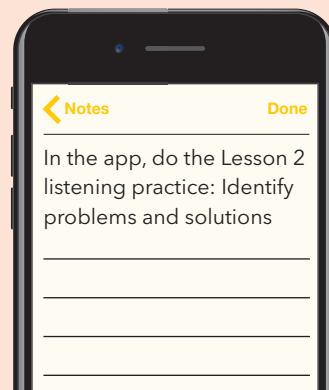 Notes Done
In the app, do the Lesson 2
listening practice: Identify
problems and solutions